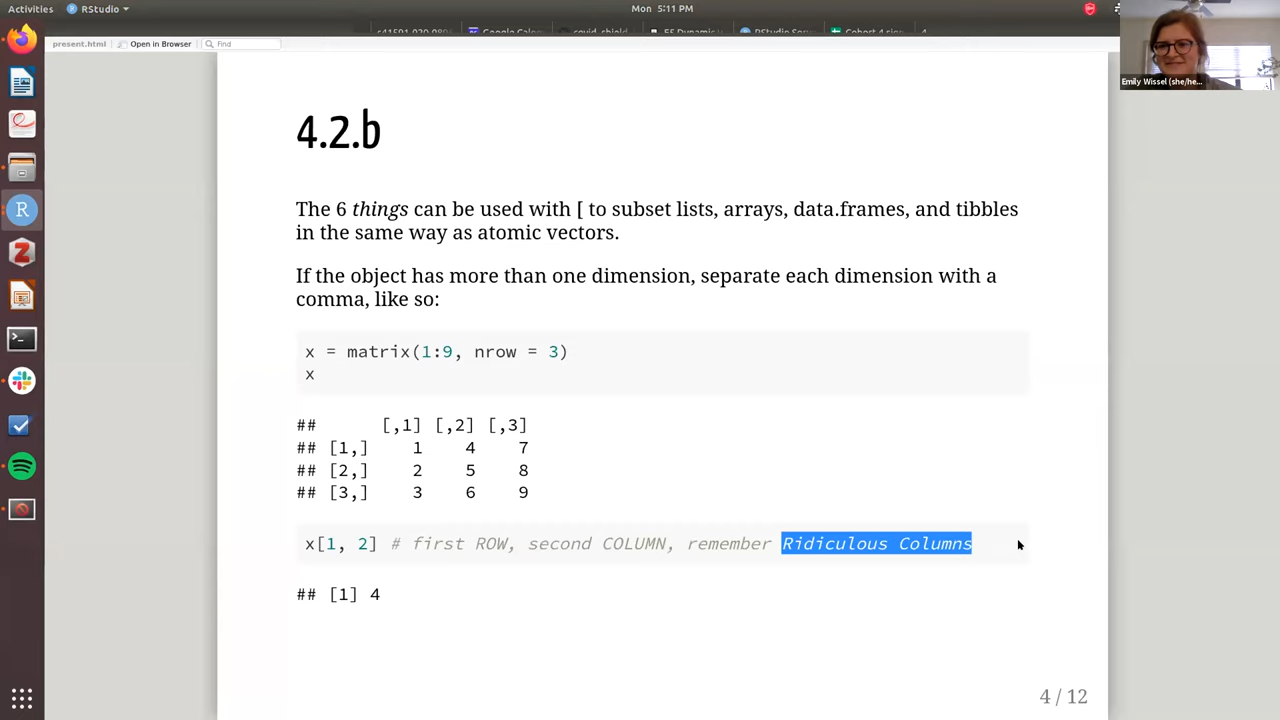 Activities RStudio Mon 5:11 PM
present.html Open in Browser Find
Emily Wissel (she/he...
4.2.b
The 6 things can be used with [ to subset lists, arrays, data.frames, and tibbles
in the same way as atomic vectors.
If the object has more than one dimension, separate each dimension with a
comma, like so:
x = matrix(1:9, nrow = 3)
x
## [,1] [,2] [,3]
## [1,] 1 4 7
## [2,] 2 5 8
## [3,] 3 6 9
x[1, 2] # first ROW, second COLUMN, remember Ridiculous Columns
## [1] 4
4 / 12